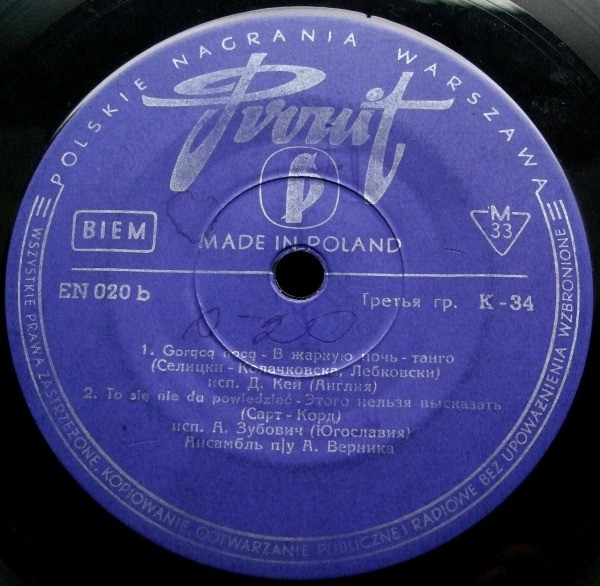 POLSKIE NAGRANIA WARSZAWA
Pronit
P
BIEM
MADE IN POLAND
M
33
EN 020 b
Третья гр. К-34
0-20
1. Gorącą nocą - В жаркую ночь - танго
(Селицки - Колачковска, Лебковски)
исп. Д. Кей (Англия)
2. To się nie da powiedzieć - Этого нельзя высказать
(Сарт - Корд)
исп. А. Зубович (Югославия)
Ансамбль п/у А. Верника
WSZYSTKIE PRAWA ZASTRZEŻONE KOPIOWANIE ODTWARZANIE PUBLICZNE I RADIOWE BEZ UPOWAŻNIENIA WZBRONIONE